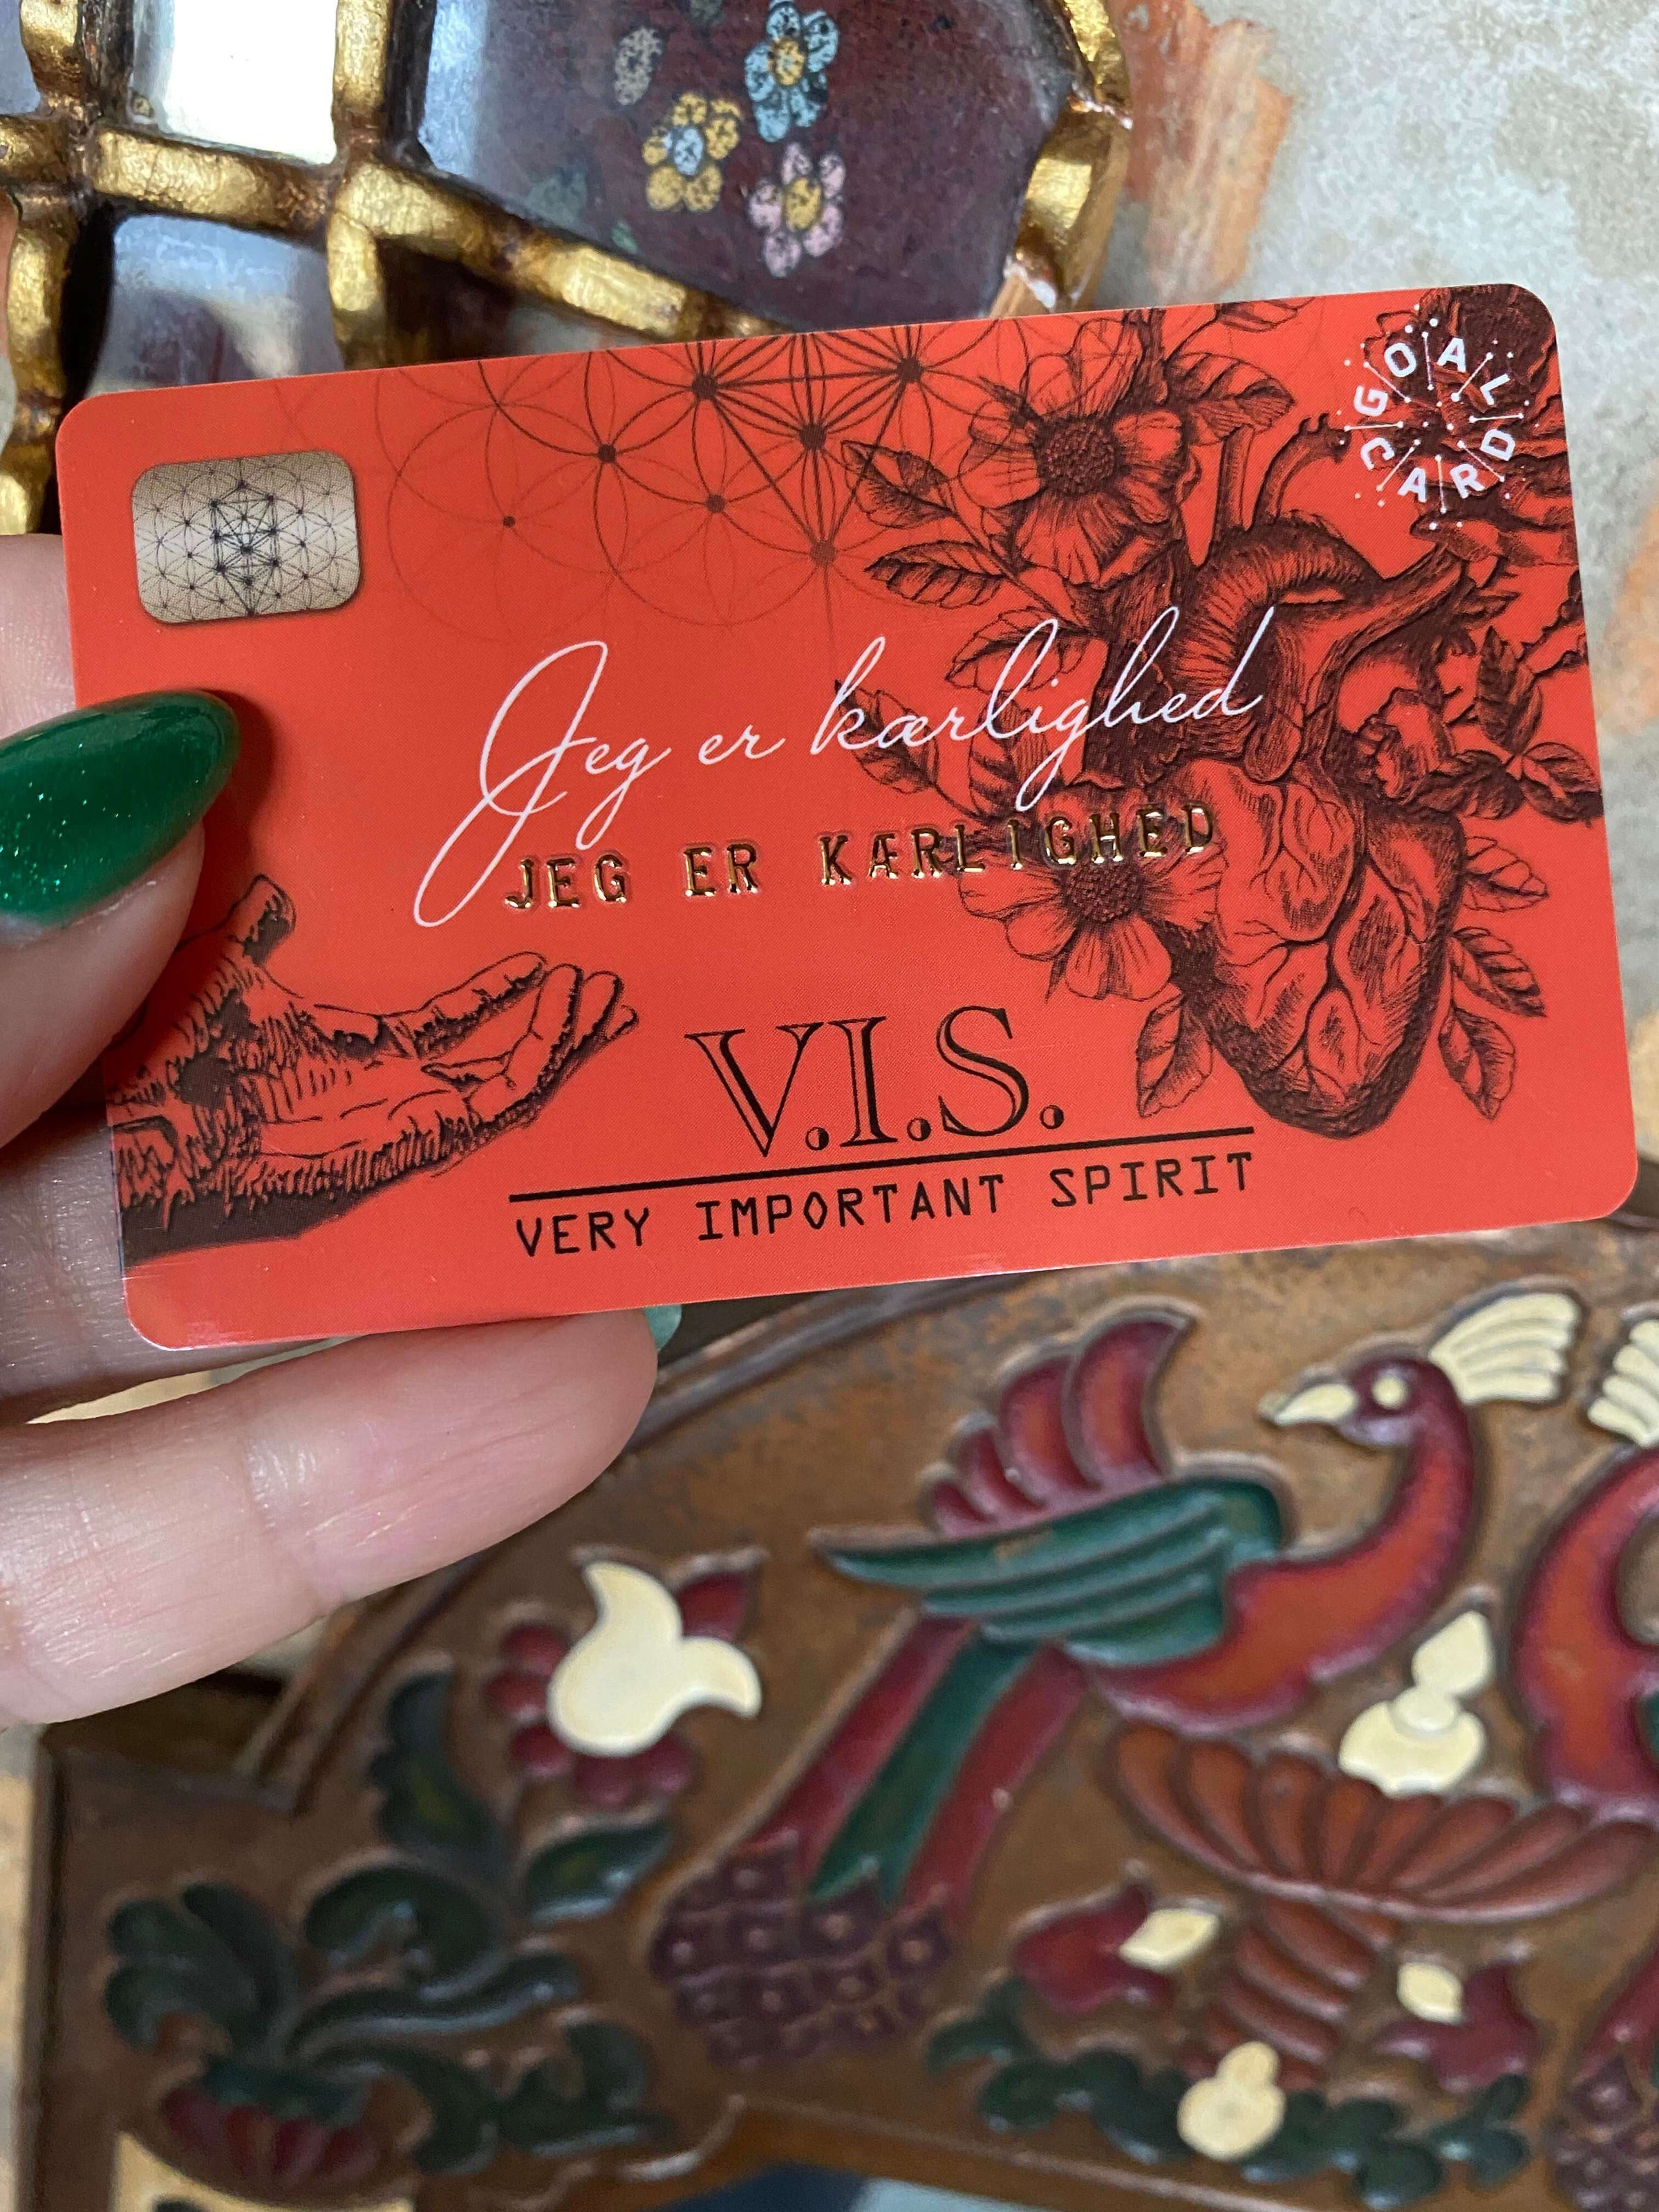 GOAL
CARD
Jeg er kærlighed
JEG ER KÆRLIGHED
V.I.S.
VERY IMPORTANT SPIRIT